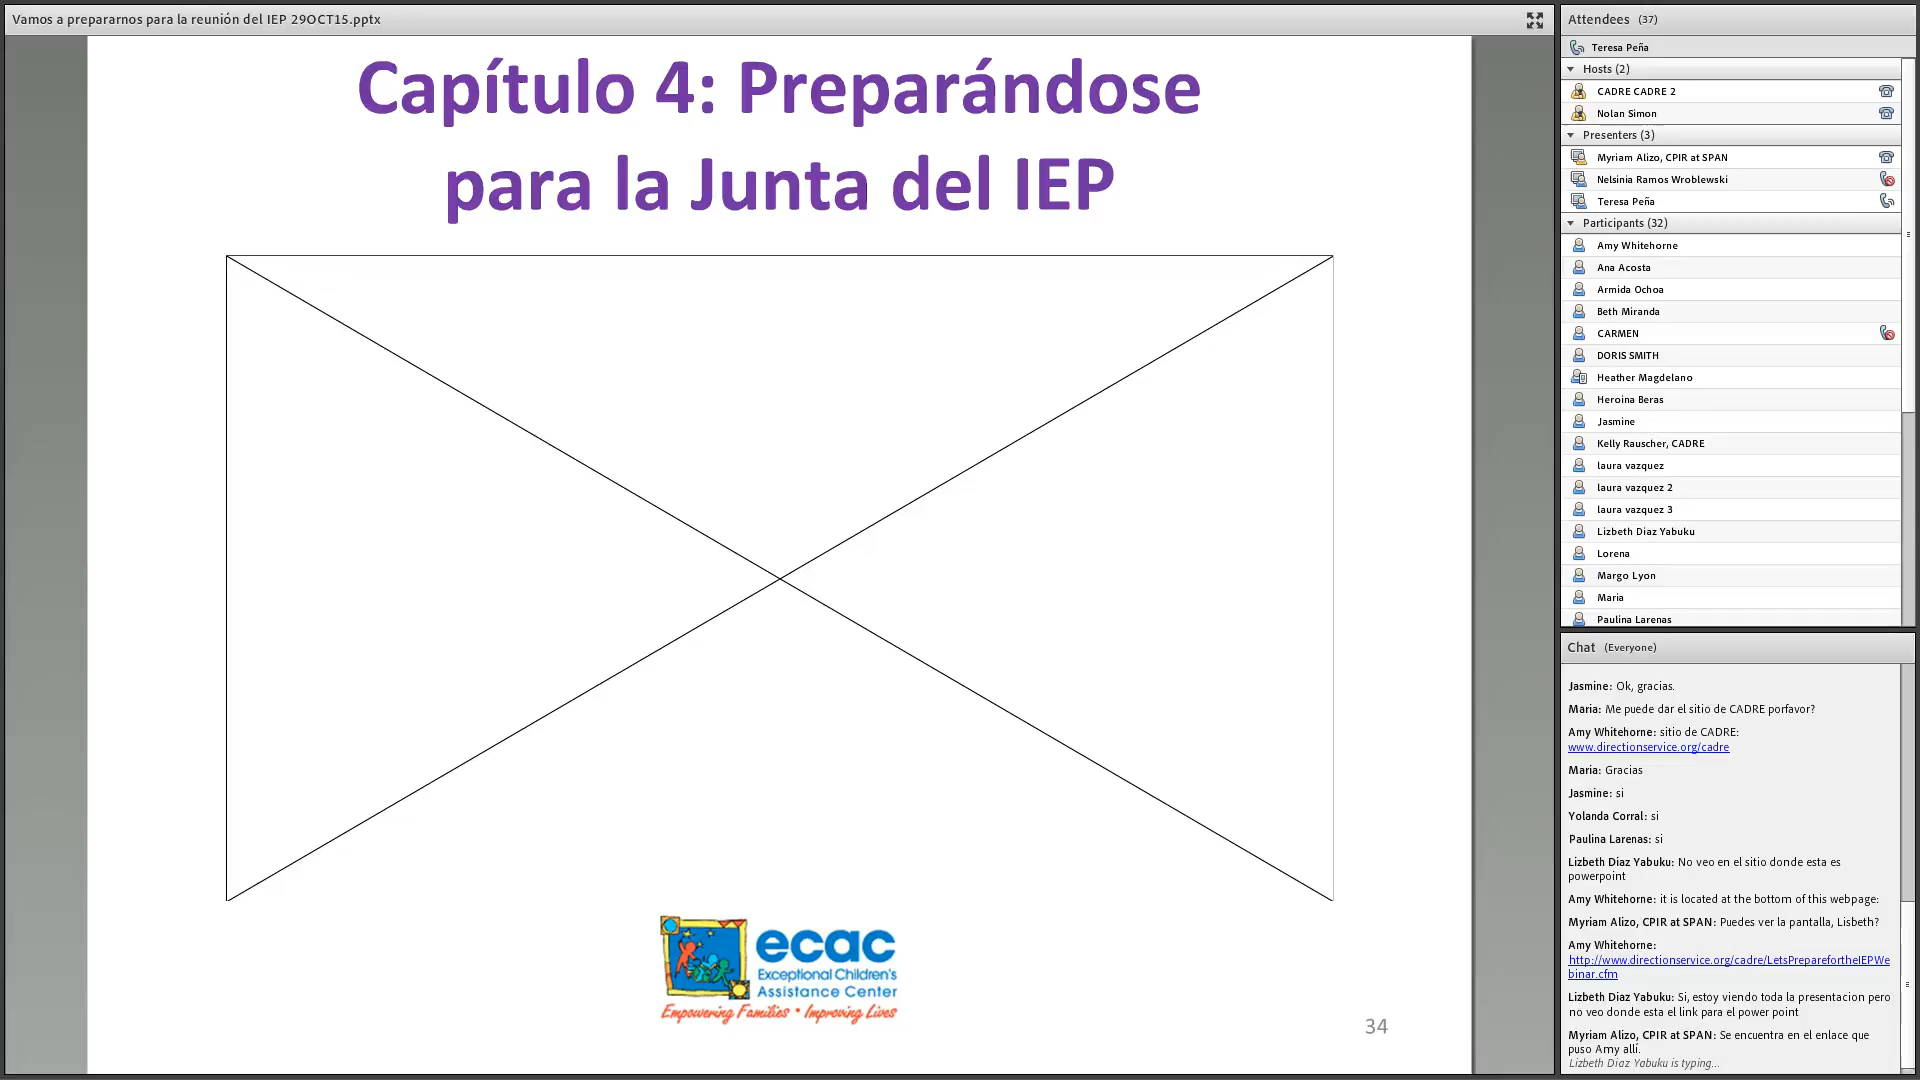 Vamos a prepararnos para la reunión del IEP 29OCT15.pptx
Capítulo 4: Preparándose
para la Junta del IEP
ecac
Exceptional Children's
Assistance Center
Empowering Families • Improving Lives
34
Attendees (37)
Teresa Peña
Hosts (2)
CADRE CADRE 2
Nolan Simon
Presenters (3)
Myriam Alizo, CPIR at SPAN
Nelsinia Ramos Wroblewski
Teresa Peña
Participants (32)
Amy Whitehorne
Ana Acosta
Armida Ochoa
Beth Miranda
CARMEN
DORIS SMITH
Heather Magdelano
Heroina Beras
Jasmine
Kelly Rauscher, CADRE
laura vazquez
laura vazquez 2
laura vazquez 3
Lizbeth Diaz Yabuku
Lorena
Margo Lyon
Maria
Paulina Larenas
Chat (Everyone)
Jasmine: Ok, gracias.
Maria: Me puede dar el sitio de CADRE porfavor?
Amy Whitehorne: sitio de CADRE:
www.directionservice.org/cadre
Maria: Gracias
Jasmine: si
Yolanda Corral: si
Paulina Larenas: si
Lizbeth Diaz Yabuku: No veo en el sitio donde esta es
powerpoint
Amy Whitehorne: it is located at the bottom of this webpage:
Myriam Alizo, CPIR at SPAN: Puedes ver la pantalla, Lisbeth?
Amy Whitehorne:
http://www.directionservice.org/cadre/LetsPreparefortheIEPWe
binar.cfm
Lizbeth Diaz Yabuku: Si, estoy viendo toda la presentacion pero
no veo donde esta el link para el power point
Myriam Alizo, CPIR at SPAN: Se encuentra en el enlace que
puso Amy allí.
Lizbeth Diaz Yabuku is typing...